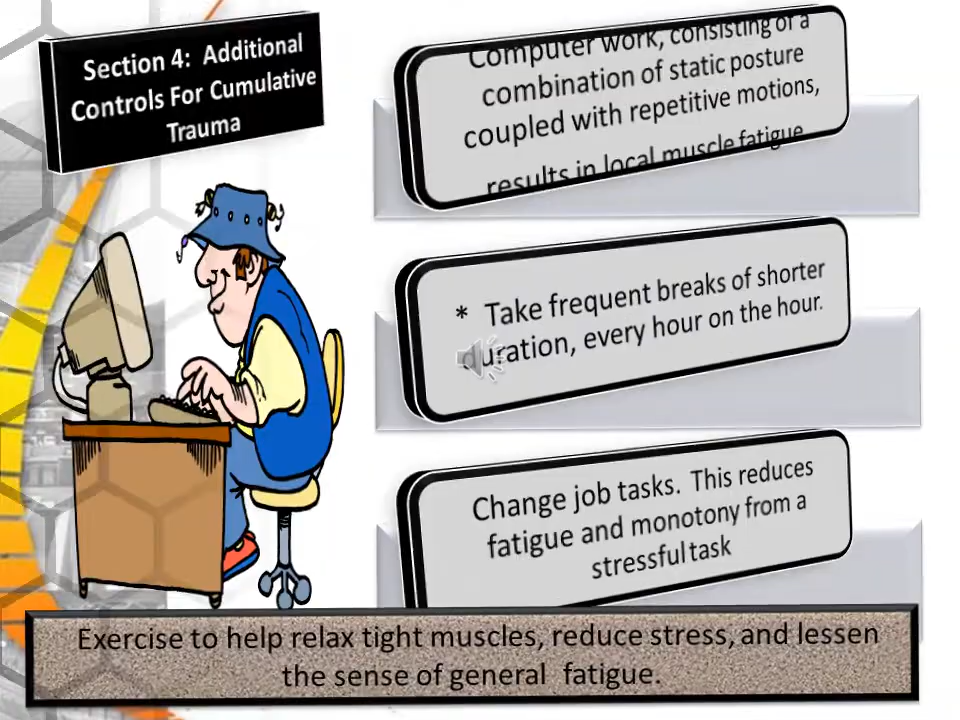 Section 4: Additional
Controls For Cumulative
Trauma
Computer work, consisting of a
combination of static posture
coupled with repetitive motions,
results in local muscle fatigue
* Take frequent breaks of shorter
duration, every hour on the hour.
Change job tasks. This reduces
fatigue and monotony from a
stressful task
Exercise to help relax tight muscles, reduce stress, and lessen
the sense of general fatigue.